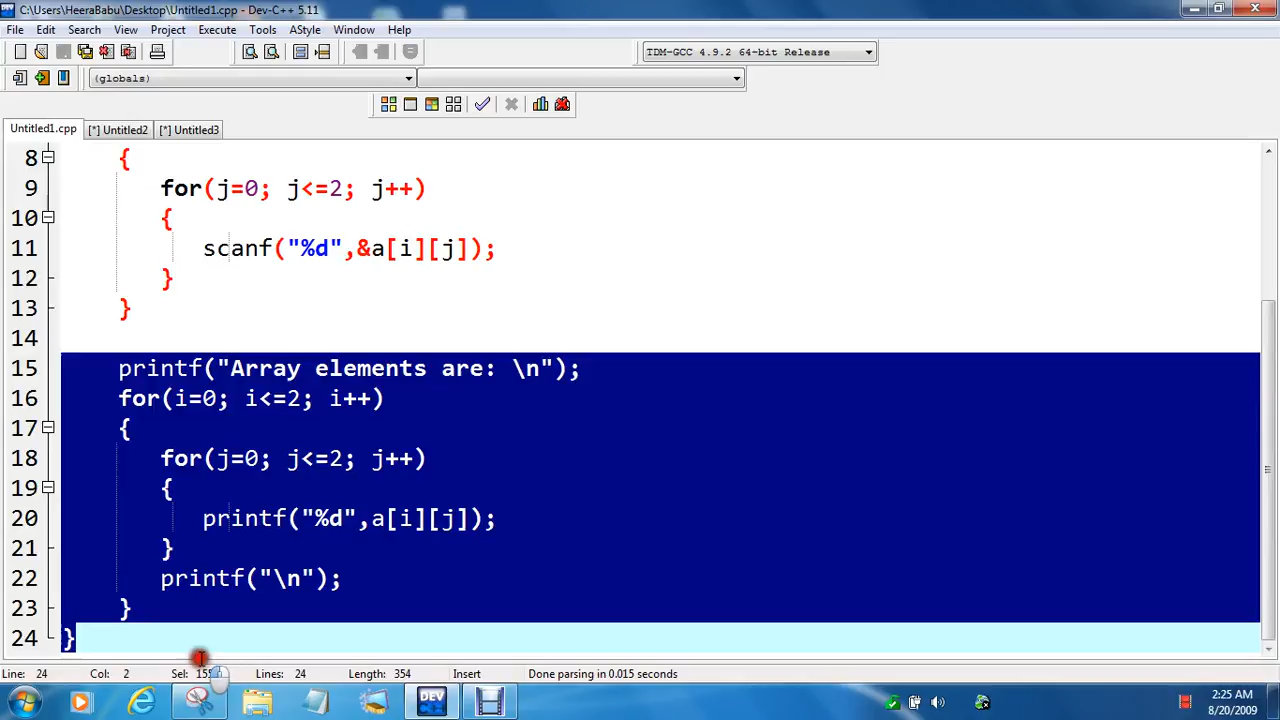 C:\Users\HeeraBabu\Desktop\Untitled1.cpp - Dev-C++ 5.11
File Edit Search View Project Execute Tools AStyle Window Help
TDM-GCC 4.9.2 64-bit Release
(globals)
Untitled1.cpp [*] Untitled2 [*] Untitled3
8 {
9 for(j=0; j<=2; j++)
10 {
11 scanf("%d",&a[i][j]);
12 }
13 }
14
15 printf("Array elements are: \n");
16 for(i=0; i<=2; i++)
17 {
18 for(j=0; j<=2; j++)
19 {
20 printf("%d",a[i][j]);
21 }
22 printf("\n");
23 }
24 }
Line: 24 Col: 2 Sel: Lines: 24 Length: 354 Insert Done parsing in 0.015 seconds
DEV
2:25 AM
8/20/2009